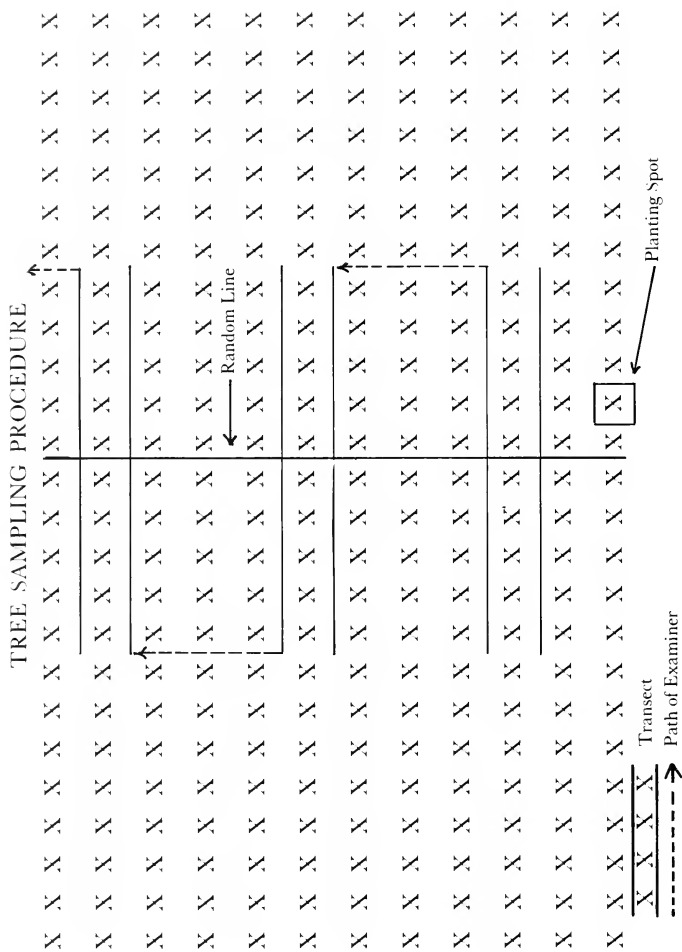 TREE SAMPLING PROCEDURE
Random Line
Planting Spot
Transect
Path of Examiner